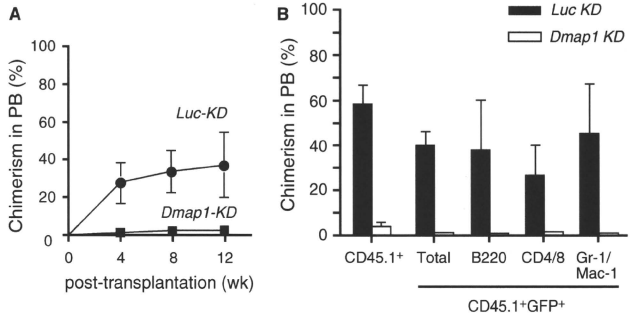 A
Chimerism in PB (%)
100
80
60
40
20
0
Luc-KD
Dmap1-KD
0 4 8 12
post-transplantation (wk)
B
Luc KD
Dmap1 KD
Chimerism in PB (%)
100
80
60
40
20
0
CD45.1+ Total B220 CD4/8 Gr-1/
Mac-1
CD45.1+GFP+